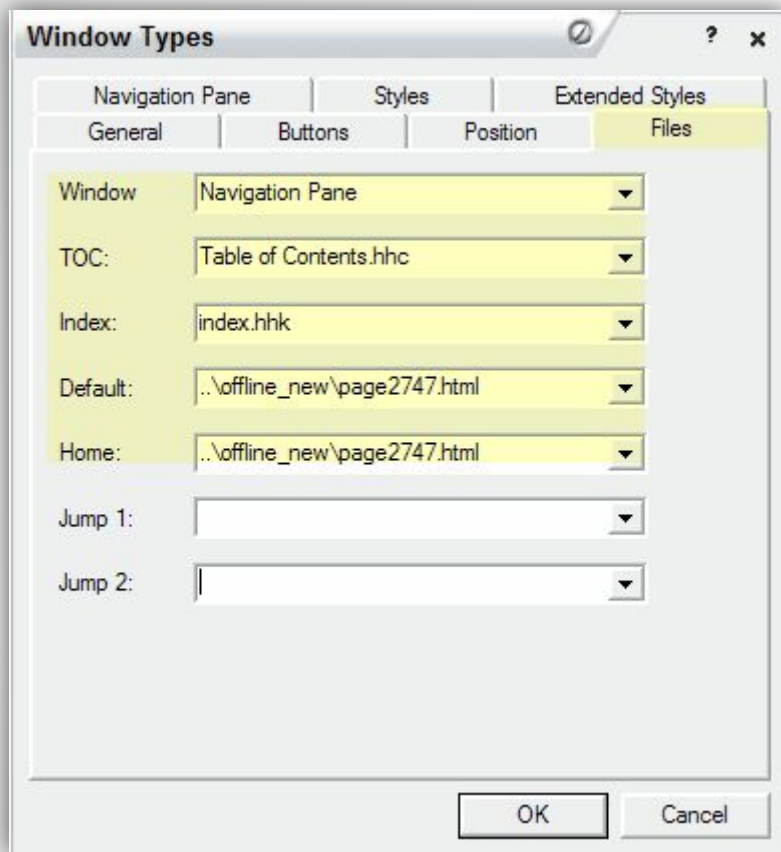 Window Types
?
Navigation Pane Styles Extended Styles
General Buttons Position Files
Window Navigation Pane
TOC: Table of Contents.hhc
Index: index.hhk
Default: ..\offline_new\page2747.html
Home: ..\offline_new\page2747.html
Jump 1:
Jump 2:
OK Cancel